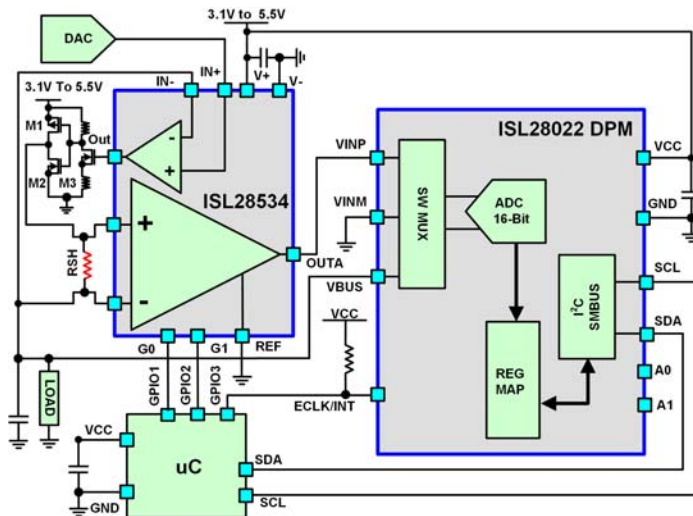 3.1V to 5.5V
DAC
IN-
IN+
V+
V-
3.1V To 5.5V
M1
Out
M2
M3
-
+
ISL28534
RSH
+
-
OUTA
G0
G1
REF
LOAD
GPIO1
GPIO2
GPIO3
VCC
GND
uC
SDA
SCL
ISL28022 DPM
VINP
VINM
VBUS
SW MUX
ADC
16-Bit
VCC
GND
SCL
I²C
SMBUS
SDA
A0
A1
REG
MAP
VCC
ECLK/INT